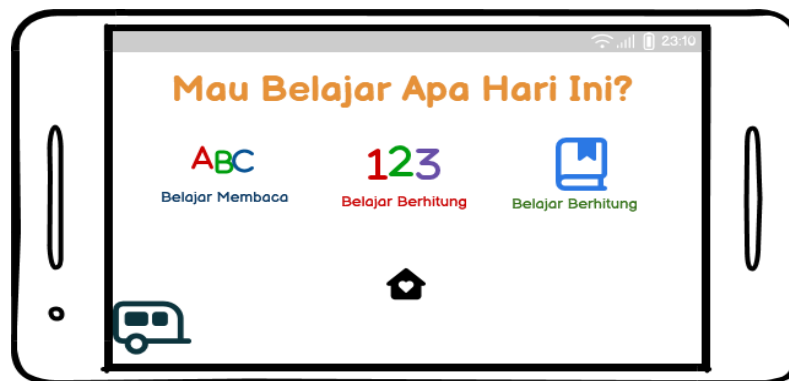 23:10
Mau Belajar Apa Hari Ini?
ABC
123
Belajar Membaca
Belajar Berhitung
Belajar Berhitung